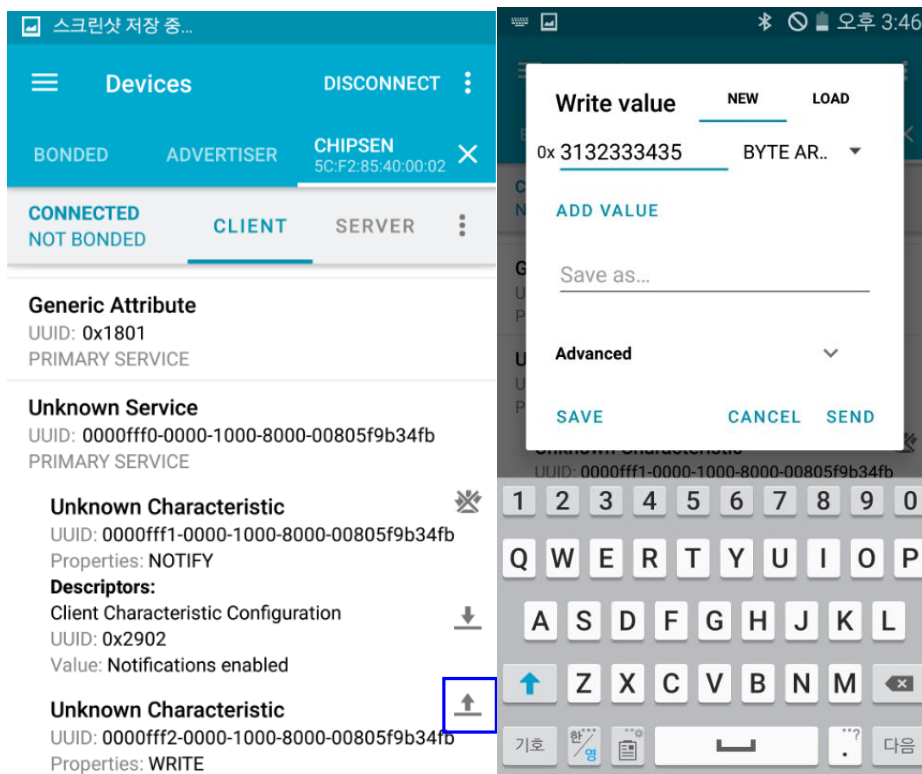 스크린샷 저장 중...
Devices
DISCONNECT
BONDED
ADVERTISER
CHIPSEN
5C:F2:85:40:00:02
CONNECTED
NOT BONDED
CLIENT
SERVER
Generic Attribute
UUID: 0x1801
PRIMARY SERVICE
Unknown Service
UUID: 0000fff0-0000-1000-8000-00805f9b34fb
PRIMARY SERVICE
Unknown Characteristic
UUID: 0000fff1-0000-1000-8000-00805f9b34fb
Properties: NOTIFY
Descriptors:
Client Characteristic Configuration
UUID: 0x2902
Value: Notifications enabled
Unknown Characteristic
UUID: 0000fff2-0000-1000-8000-00805f9b34fb
Properties: WRITE
오후 3:46
Write value
NEW
LOAD
0x 3132333435
BYTE AR..
ADD VALUE
Save as...
Advanced
SAVE
CANCEL
SEND
UUID: 0000fff1-0000-1000-8000-00805f9b34fb
1 2 3 4 5 6 7 8 9 0
Q W E R T Y U I O P
A S D F G H J K L
Z X C V B N M
기호
한/영
.
다음